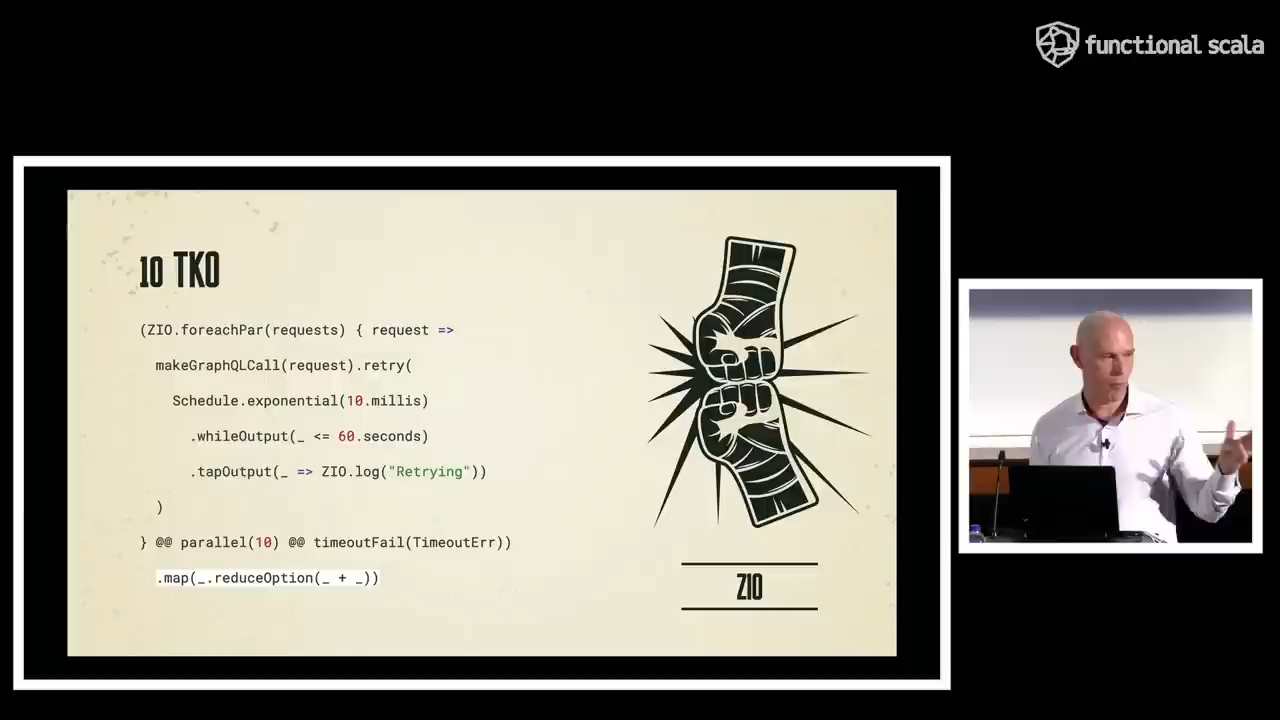 functional scala
10 TKO
(ZIO.foreachPar(requests) { request =>
makeGraphQLCall(request).retry(
Schedule.exponential(10.millis)
.whileOutput(_ <= 60.seconds)
.tapOutput(_ => ZIO.log("Retrying"))
)
} @@ parallel(10) @@ timeoutFail(TimeoutErr))
.map(_.reduceOption(_ + _))
ZIO